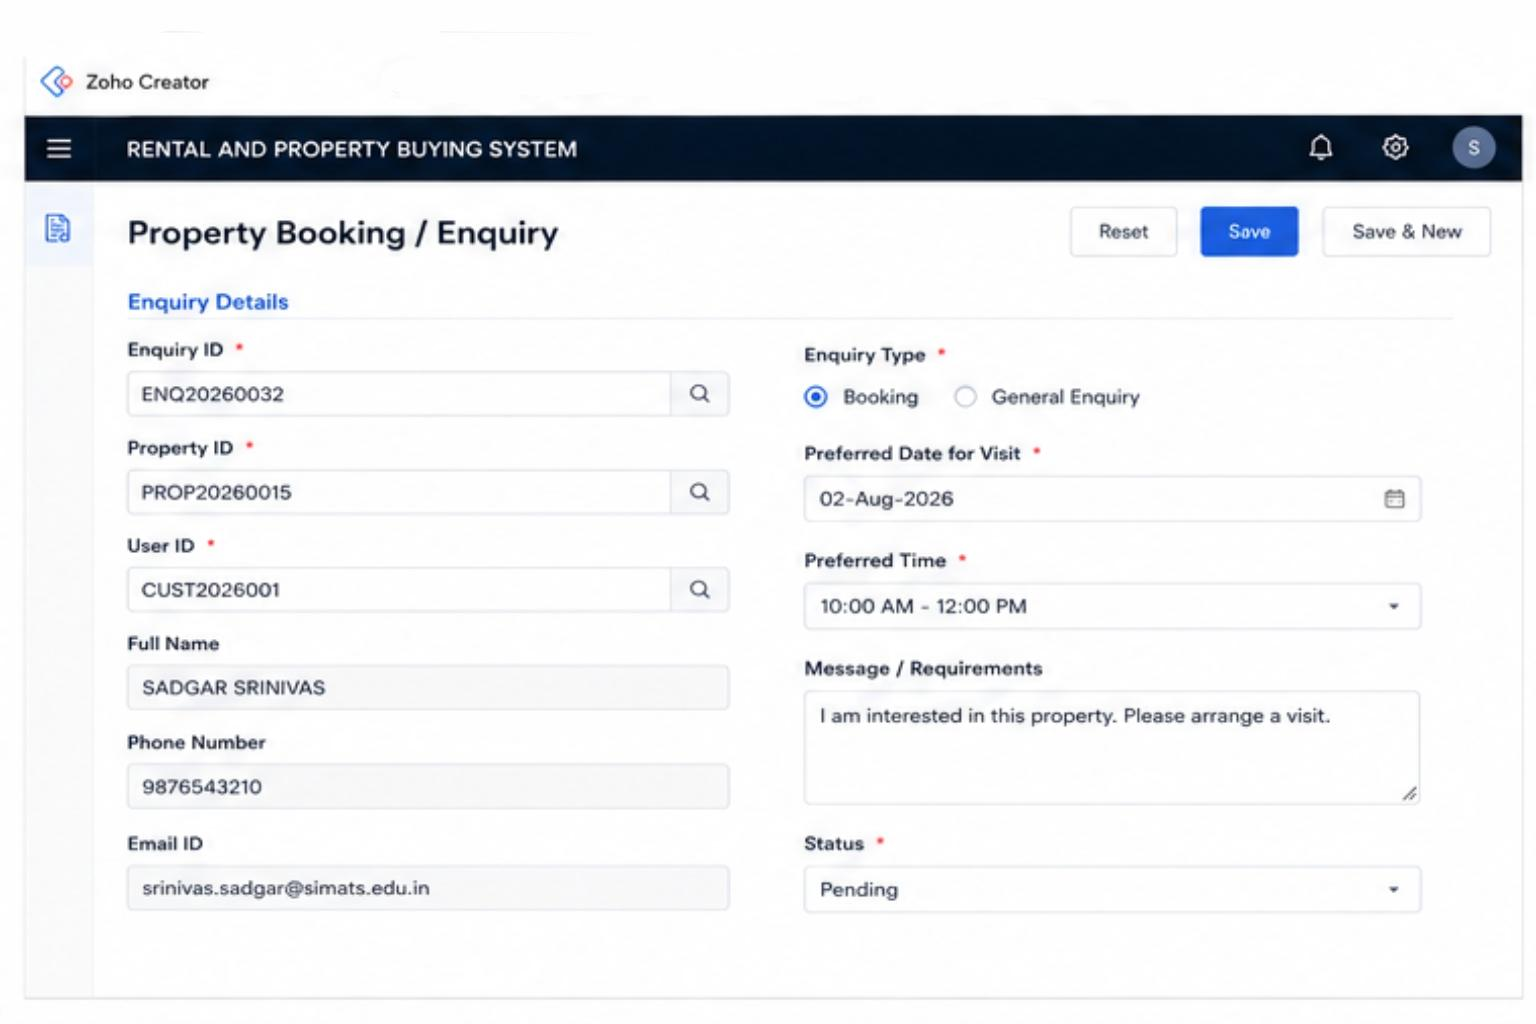 Zoho Creator
RENTAL AND PROPERTY BUYING SYSTEM
S
Property Booking / Enquiry
Reset
Save
Save & New
Enquiry Details
Enquiry ID *
ENQ20260032
Property ID *
PROP20260015
User ID *
CUST2026001
Full Name
SADGAR SRINIVAS
Phone Number
9876543210
Email ID
srinivas.sadgar@simats.edu.in
Enquiry Type *
Booking
General Enquiry
Preferred Date for Visit *
02-Aug-2026
Preferred Time *
10:00 AM - 12:00 PM
Message / Requirements
I am interested in this property. Please arrange a visit.
Status *
Pending